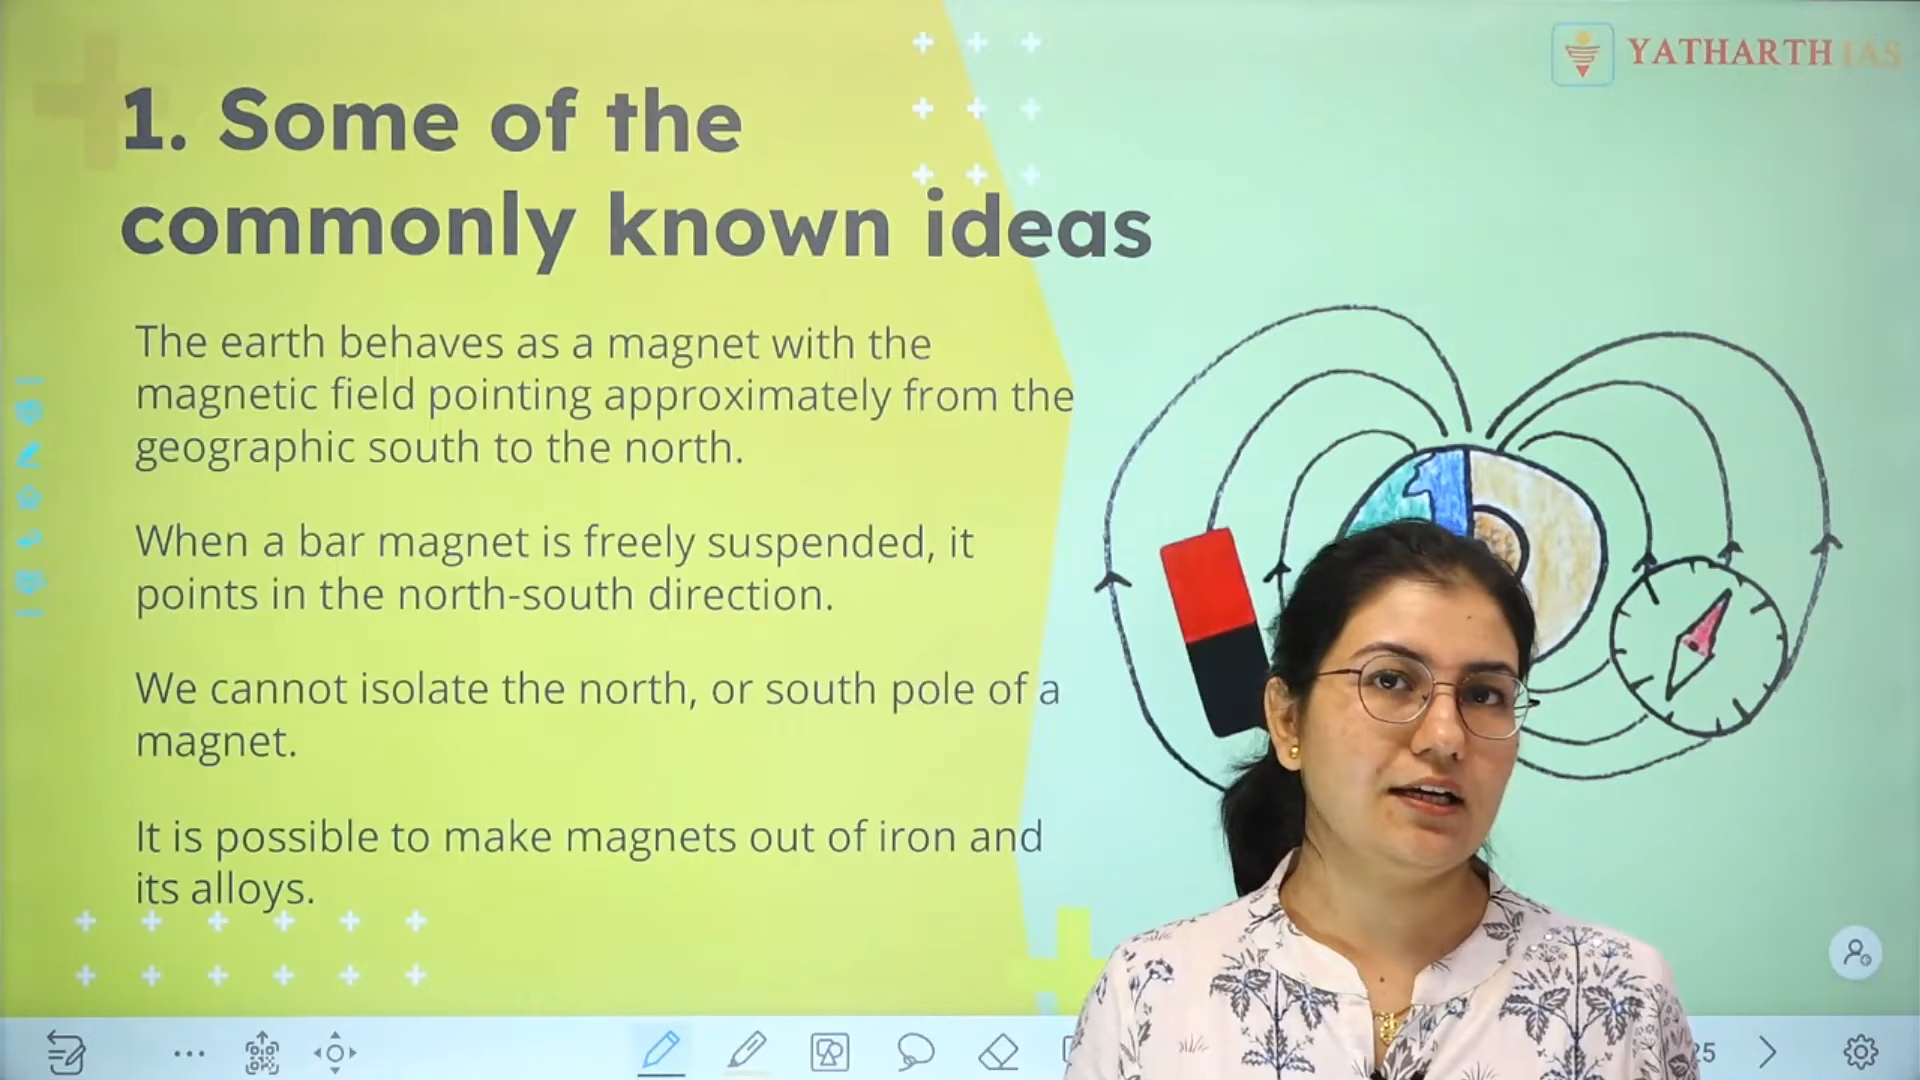 YATHARTH IAS
1. Some of the
commonly known ideas
The earth behaves as a magnet with the
magnetic field pointing approximately from the
geographic south to the north.
When a bar magnet is freely suspended, it
points in the north-south direction.
We cannot isolate the north, or south pole of a
magnet.
It is possible to make magnets out of iron and
its alloys.
25